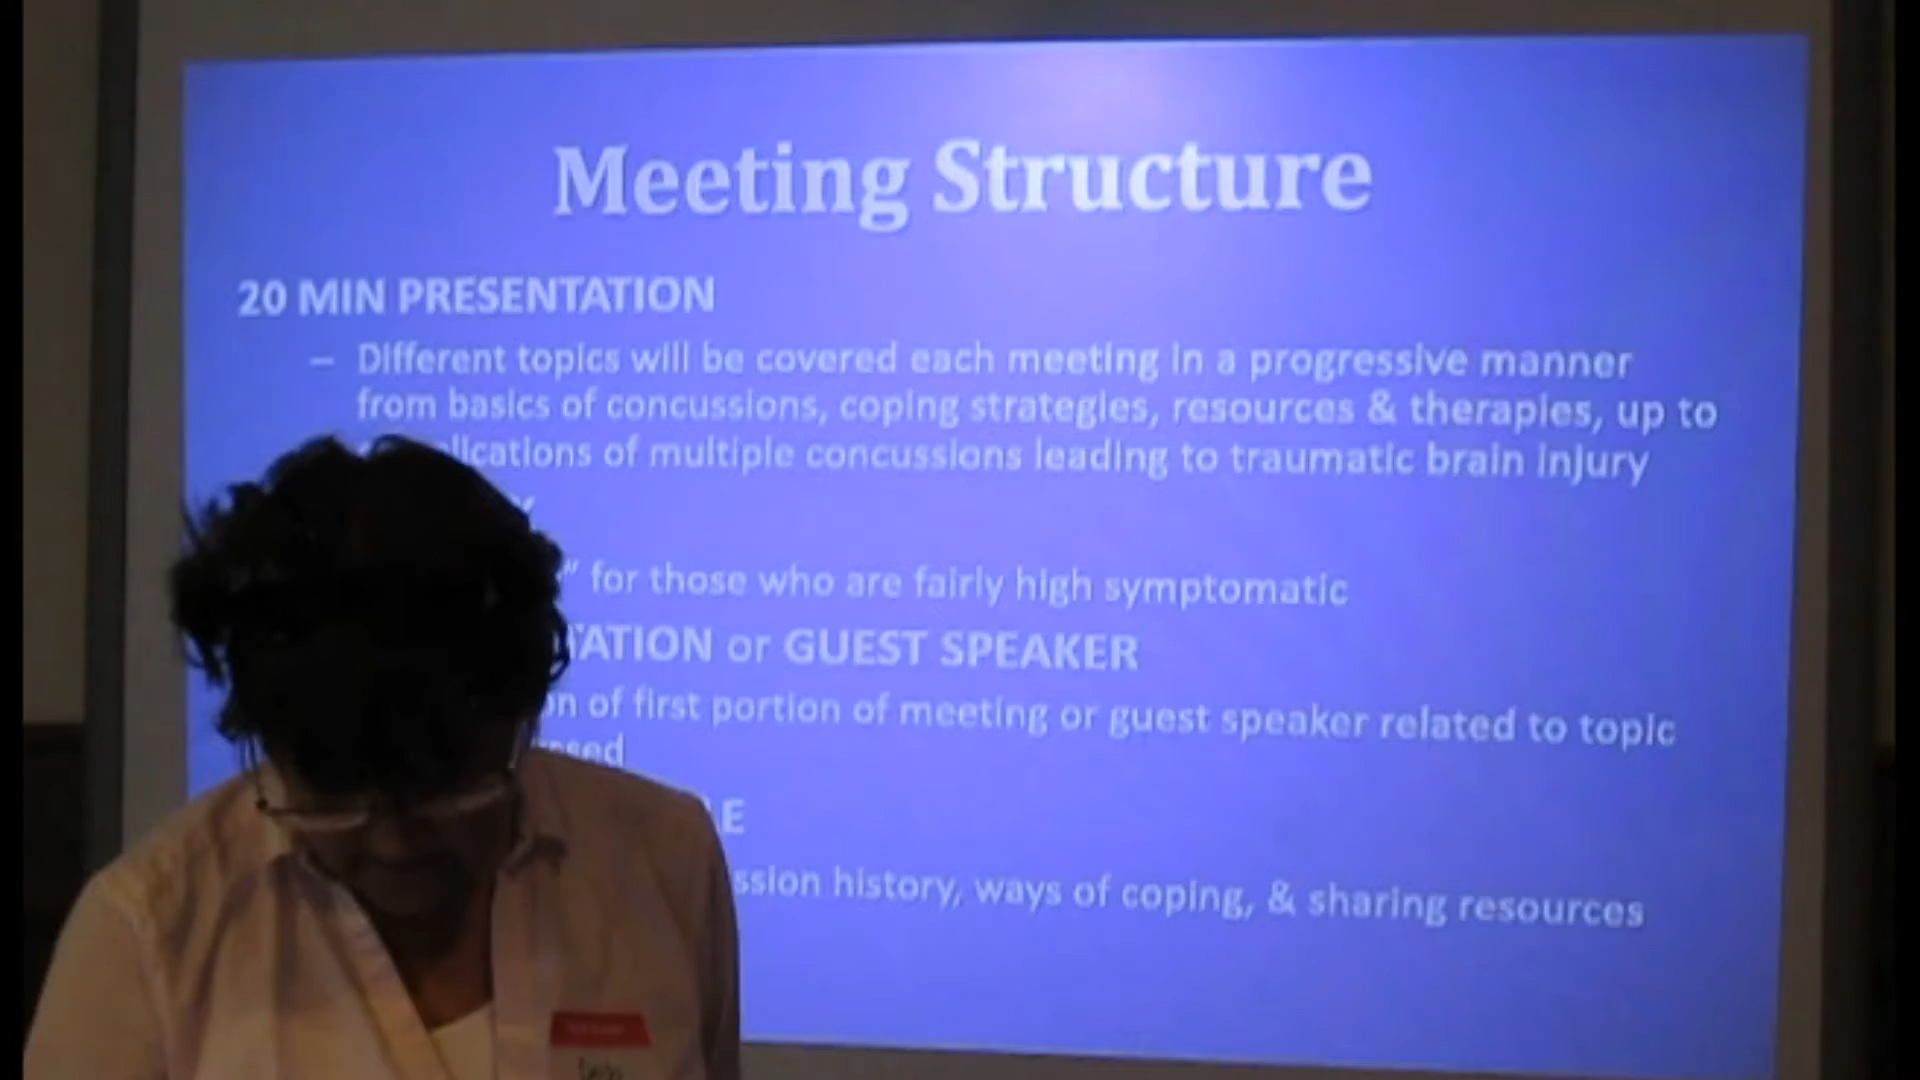 Meeting Structure
20 MIN PRESENTATION
– Different topics will be covered each meeting in a progressive manner
from basics of concussions, coping strategies, resources & therapies, up to
of multiple concussions leading to traumatic brain injury
" for those who are fairly high symptomatic
TATION or GUEST SPEAKER
of first portion of meeting or guest speaker related to topic
E
ssion history, ways of coping, & sharing resources